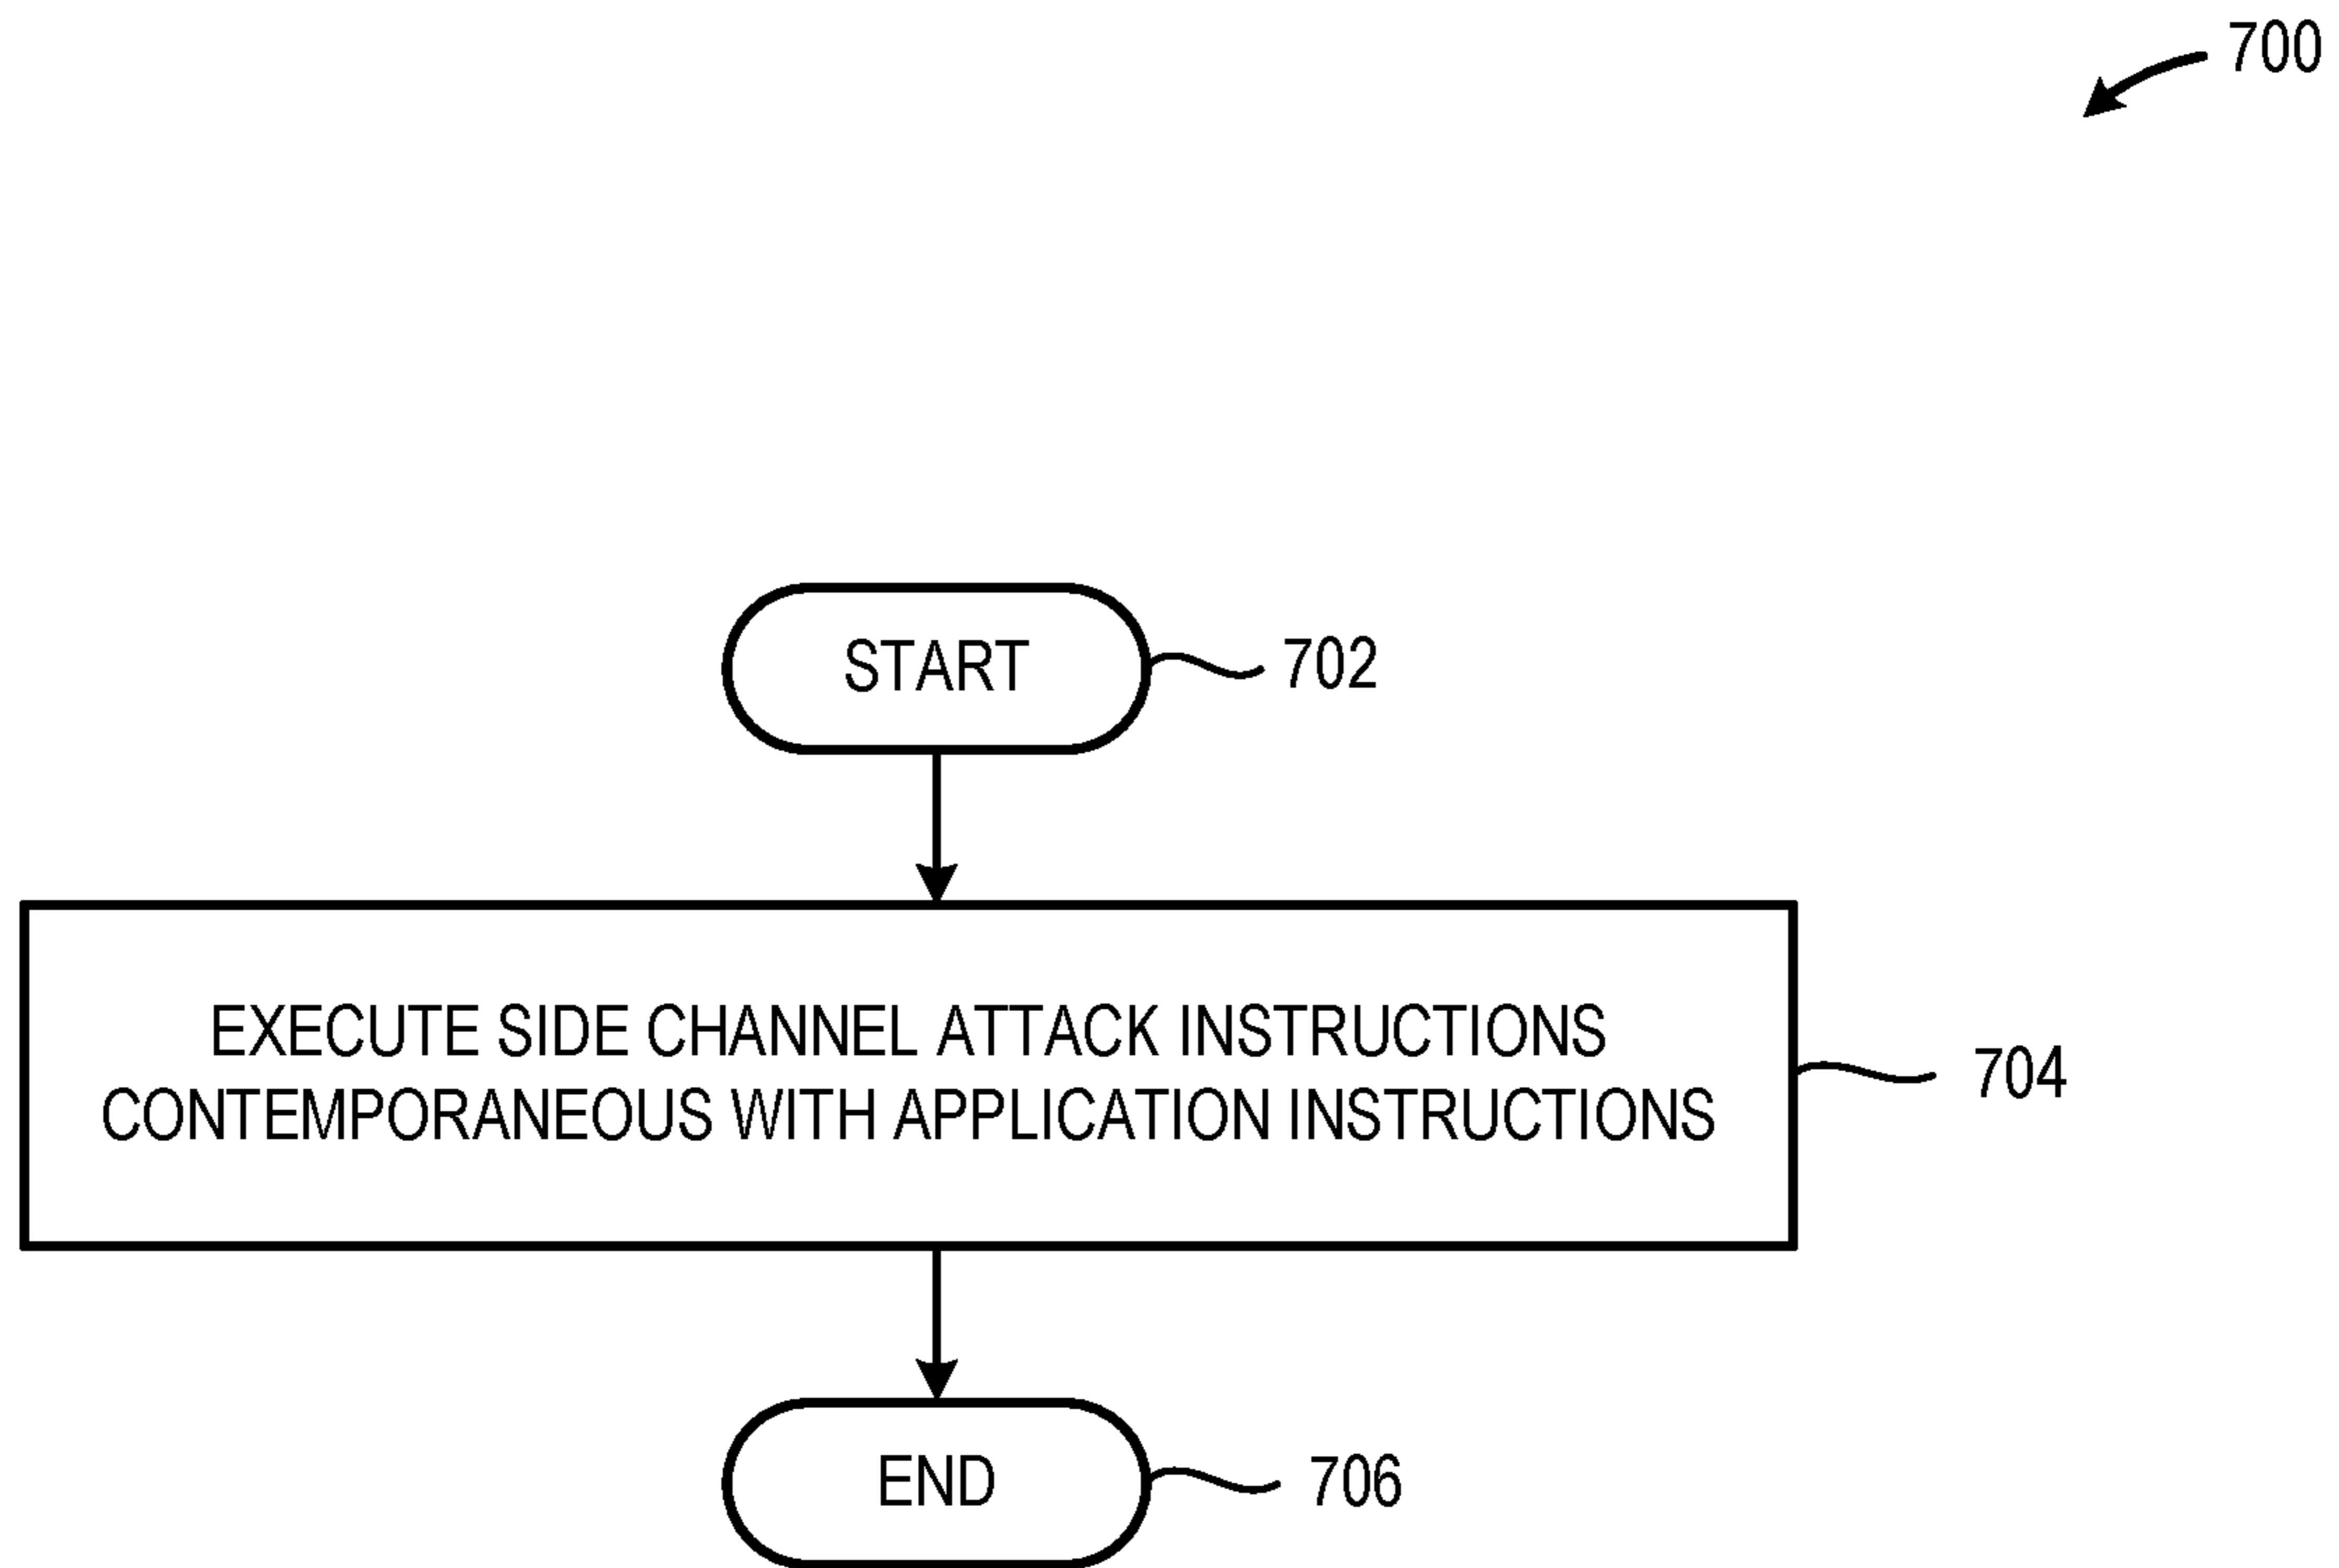 700
START
702
EXECUTE SIDE CHANNEL ATTACK INSTRUCTIONS
CONTEMPORANEOUS WITH APPLICATION INSTRUCTIONS
704
END
706